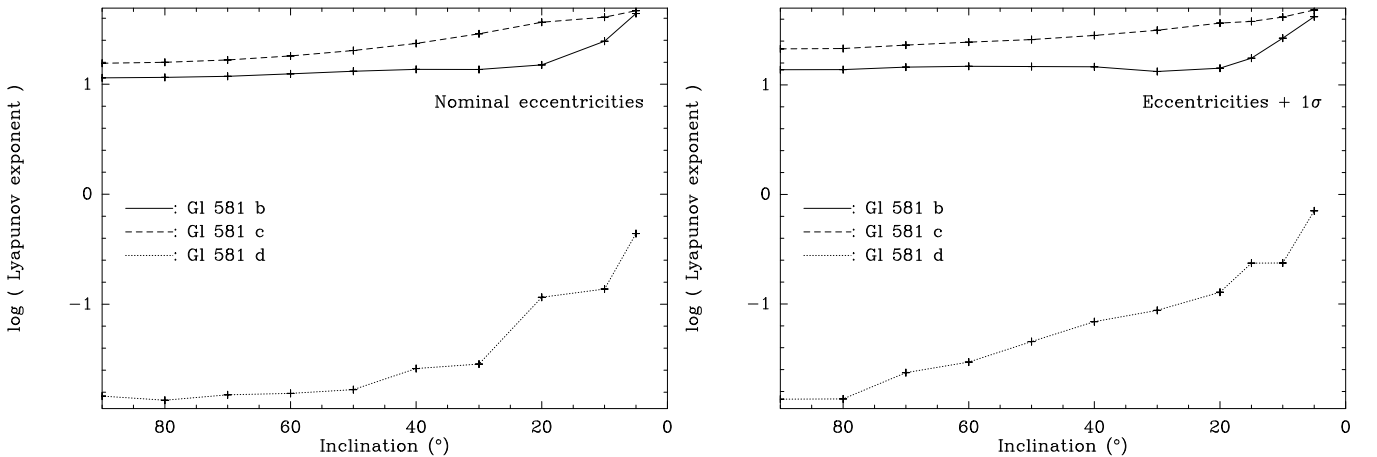 log ( Lyapunov exponent )
1
0
−1
Nominal eccentricities
: Gl 581 b
: Gl 581 c
: Gl 581 d
80 60 40 20 0
Inclination (°)
log ( Lyapunov exponent )
1
0
−1
Eccentricities + 1σ
: Gl 581 b
: Gl 581 c
: Gl 581 d
80 60 40 20 0
Inclination (°)